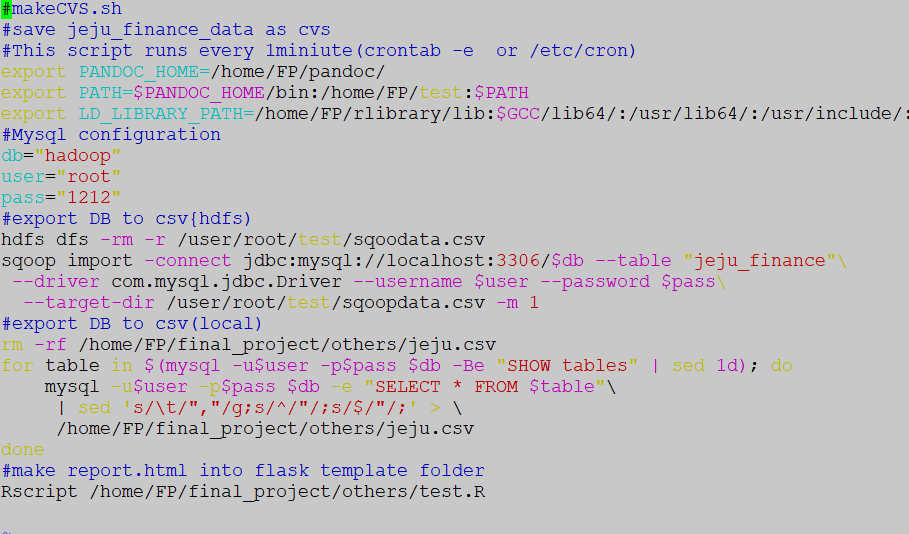 #makeCVS.sh
#save jeju_finance_data as cvs
#This script runs every 1miniute(crontab -e  or /etc/cron)
export PANDOC_HOME=/home/FP/pandoc/
export PATH=$PANDOC_HOME/bin:/home/FP/test:$PATH
export LD_LIBRARY_PATH=/home/FP/rlibrary/lib:$GCC/lib64/:/usr/lib64/:/usr/include/:
#Mysql configuration
db="hadoop"
user="root"
pass="1212"
#export DB to csv{hdfs)
hdfs dfs -rm -r /user/root/test/sqoodata.csv
sqoop import -connect jdbc:mysql://localhost:3306/$db --table "jeju_finance"\
 --driver com.mysql.jdbc.Driver --username $user --password $pass\
  --target-dir /user/root/test/sqoopdata.csv -m 1
#export DB to csv(local)
rm -rf /home/FP/final_project/others/jeju.csv
for table in $(mysql -u$user -p$pass $db -Be "SHOW tables" | sed 1d); do
    mysql -u$user -p$pass $db -e "SELECT * FROM $table"\
     | sed 's/\t/","/g;s/^/"/;s/$/"/;' > \
     /home/FP/final_project/others/jeju.csv
done
#make report.html into flask template folder
Rscript /home/FP/final_project/others/test.R